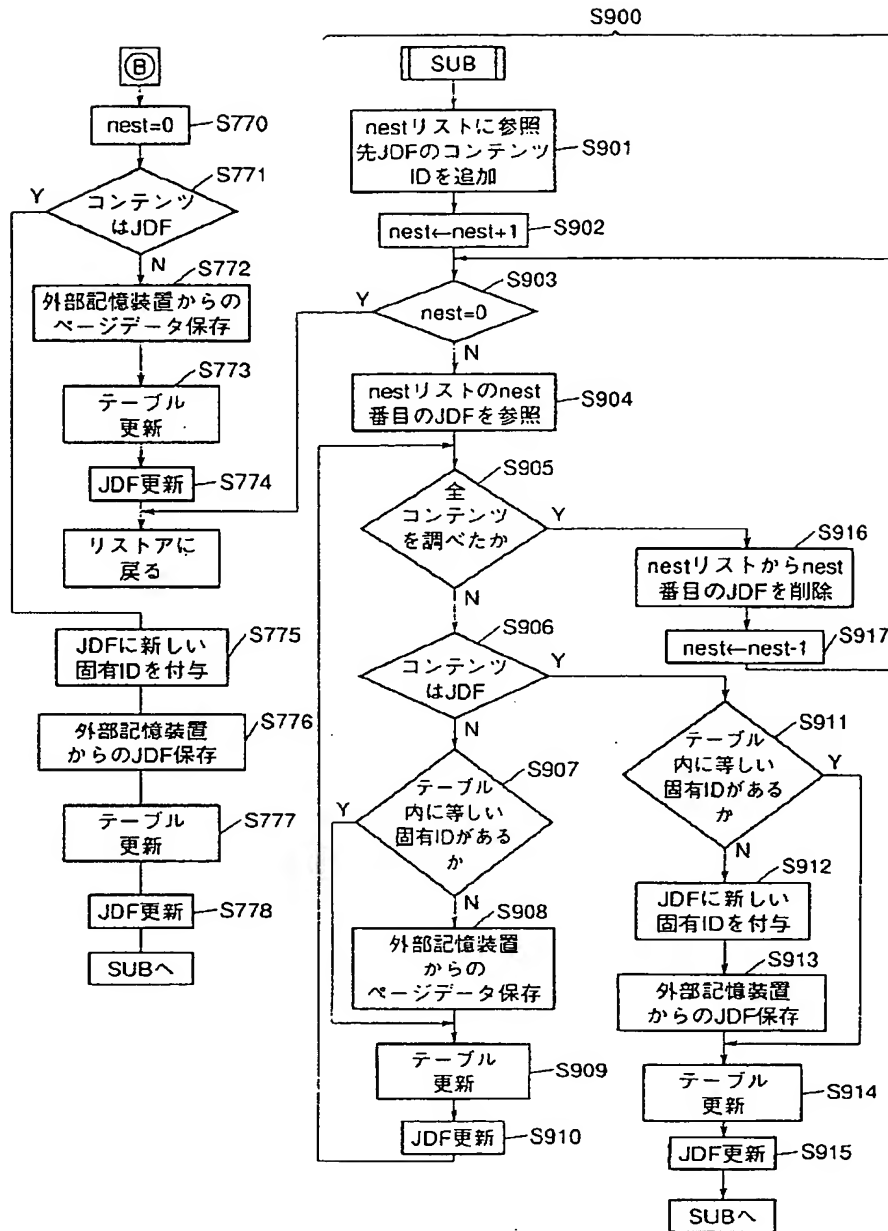 S900
B
nest=0
S770
S771
Y
コンテンツ
はJDF
N
S772
外部記憶装置からの
ページデータ保存
S773
テーブル
更新
JDF更新
S774
リストアに
戻る
JDFに新しい
固有IDを付与
S775
S776
外部記憶装置
からのJDF保存
テーブル
更新
S777
JDF更新
S778
SUBへ
SUB
nestリストに参照
先JDFのコンテンツ
IDを追加
S901
nest←nest+1
S902
S903
Y
nest=0
N
nestリストのnest
番目のJDFを参照
S904
S905
全
コンテンツ
を調べたか
Y
N
S916
nestリストからnest
番目のJDFを削除
nest←nest-1
S917
S906
コンテンツ
はJDF
Y
N
S907
Y
テーブル
内に等しい
固有IDがある
か
N
S908
外部記憶装置
からの
ページデータ保存
テーブル
更新
S909
JDF更新
S910
S911
テーブル
内に等しい
固有IDがある
か
Y
N
S912
JDFに新しい
固有IDを付与
S913
外部記憶装置
からのJDF保存
テーブル
更新
S914
JDF更新
S915
SUBへ